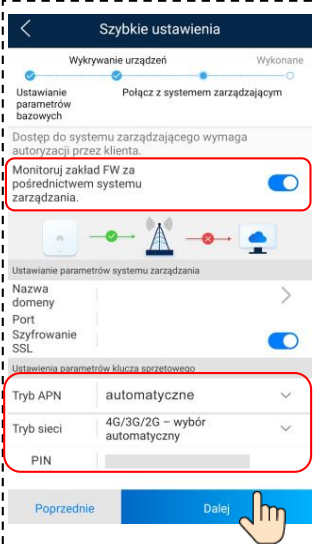 Szybkie ustawienia
Wykrywanie urządzeń
Wykonane
Ustawianie
parametrów
bazowych
Połącz z systemem zarządzającym
Dostęp do systemu zarządzającego wymaga
autoryzacji przez klienta.
Monitoruj zakład FW za
pośrednictwem systemu
zarządzania.
Ustawianie parametrów systemu zarządzania
Nazwa
domeny
Port
Szyfrowanie
SSL
Ustawienia parametrów klucza sprzetowego
Tryb APN
automatyczne
Tryb sieci
4G/3G/2G – wybór
automatyczny
PIN
Poprzednie
Dalej